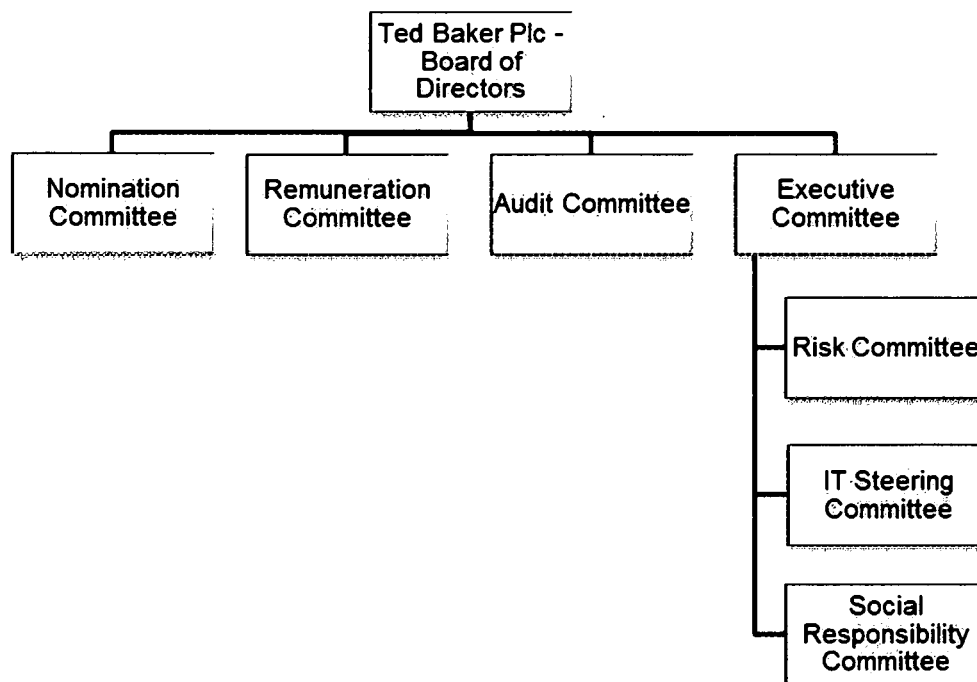 Ted Baker Plc -
Board of
Directors
Nomination
Committee
Remuneration
Committee
Audit Committee
Executive
Committee
Risk Committee
IT Steering
Committee
Social
Responsibility
Committee